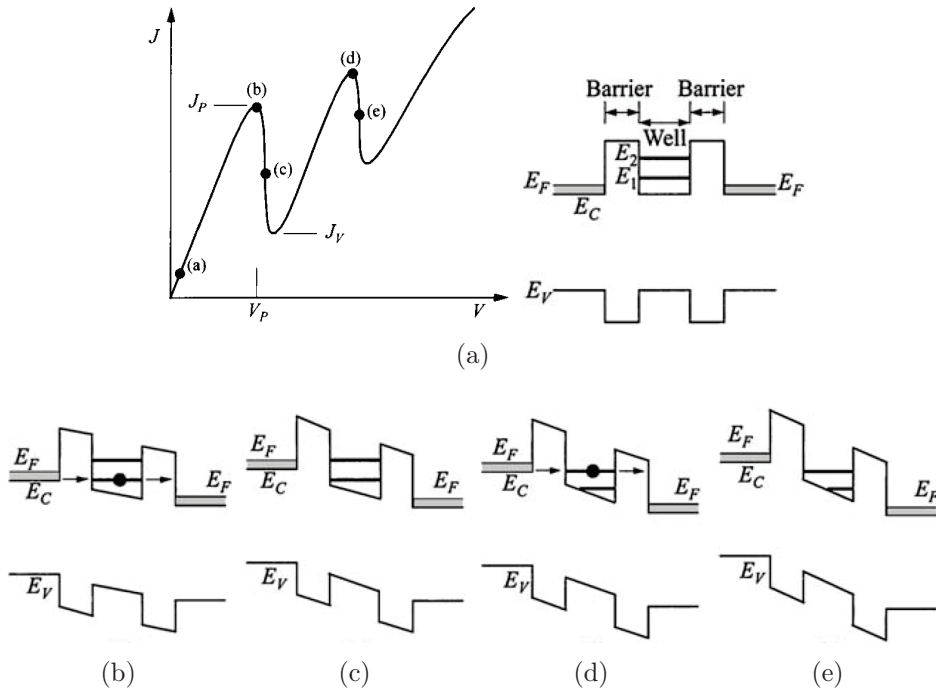 J
(d)
(b)
J_P
(e)
(c)
J_V
(a)
V_P
V
Barrier Barrier
Well
E_2
E_F E_1 E_F
E_C
E_V
(a)
E_F
E_C
E_F
E_V
E_F
E_C
E_F
E_V
E_F
E_C
E_F
E_V
E_F
E_C
E_F
E_V
(b) (c) (d) (e)